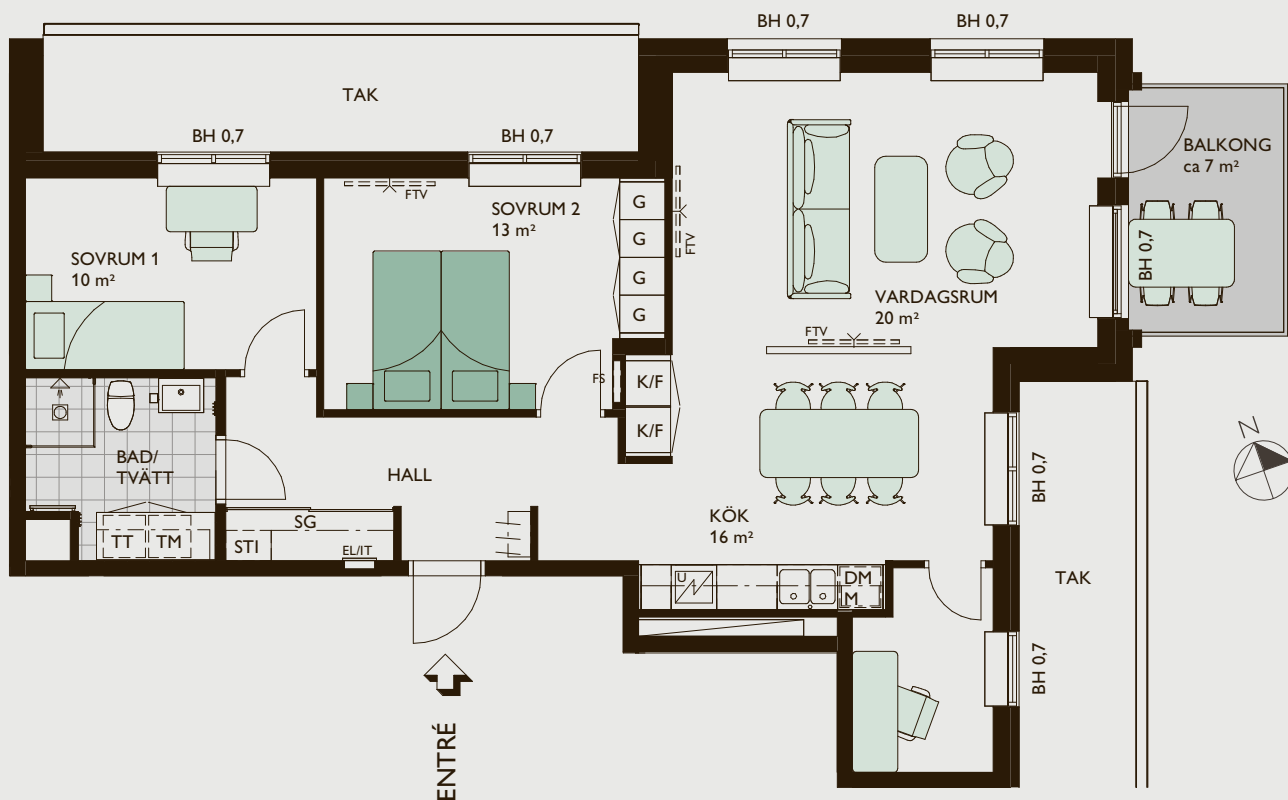 BH 0,7
BH 0,7
TAK
BH 0,7
BH 0,7
BALKONG
ca 7 m²
FTV
SOVRUM 2
13 m²
G
G
G
G
FTV
BH 0,7
SOVRUM 1
10 m²
VARDAGSRUM
20 m²
FTV
FS
K/F
K/F
N
BAD/
TVÄTT
HALL
BH 0,7
KÖK
16 m²
SG
TT
TM
STI
EL/IT
U
DM
M
TAK
BH 0,7
ENTRÉ